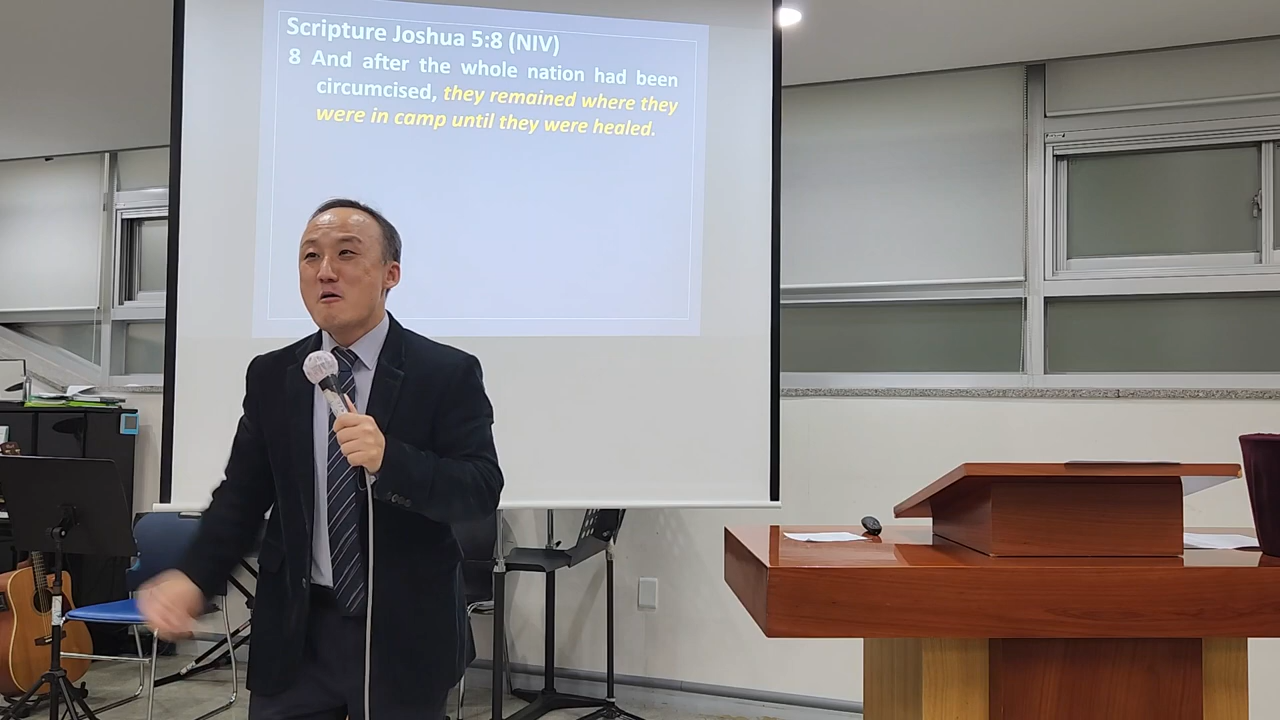 Scripture Joshua 5:8 (NIV)
8 And after the whole nation had been
circumcised, they remained where they
were in camp until they were healed.